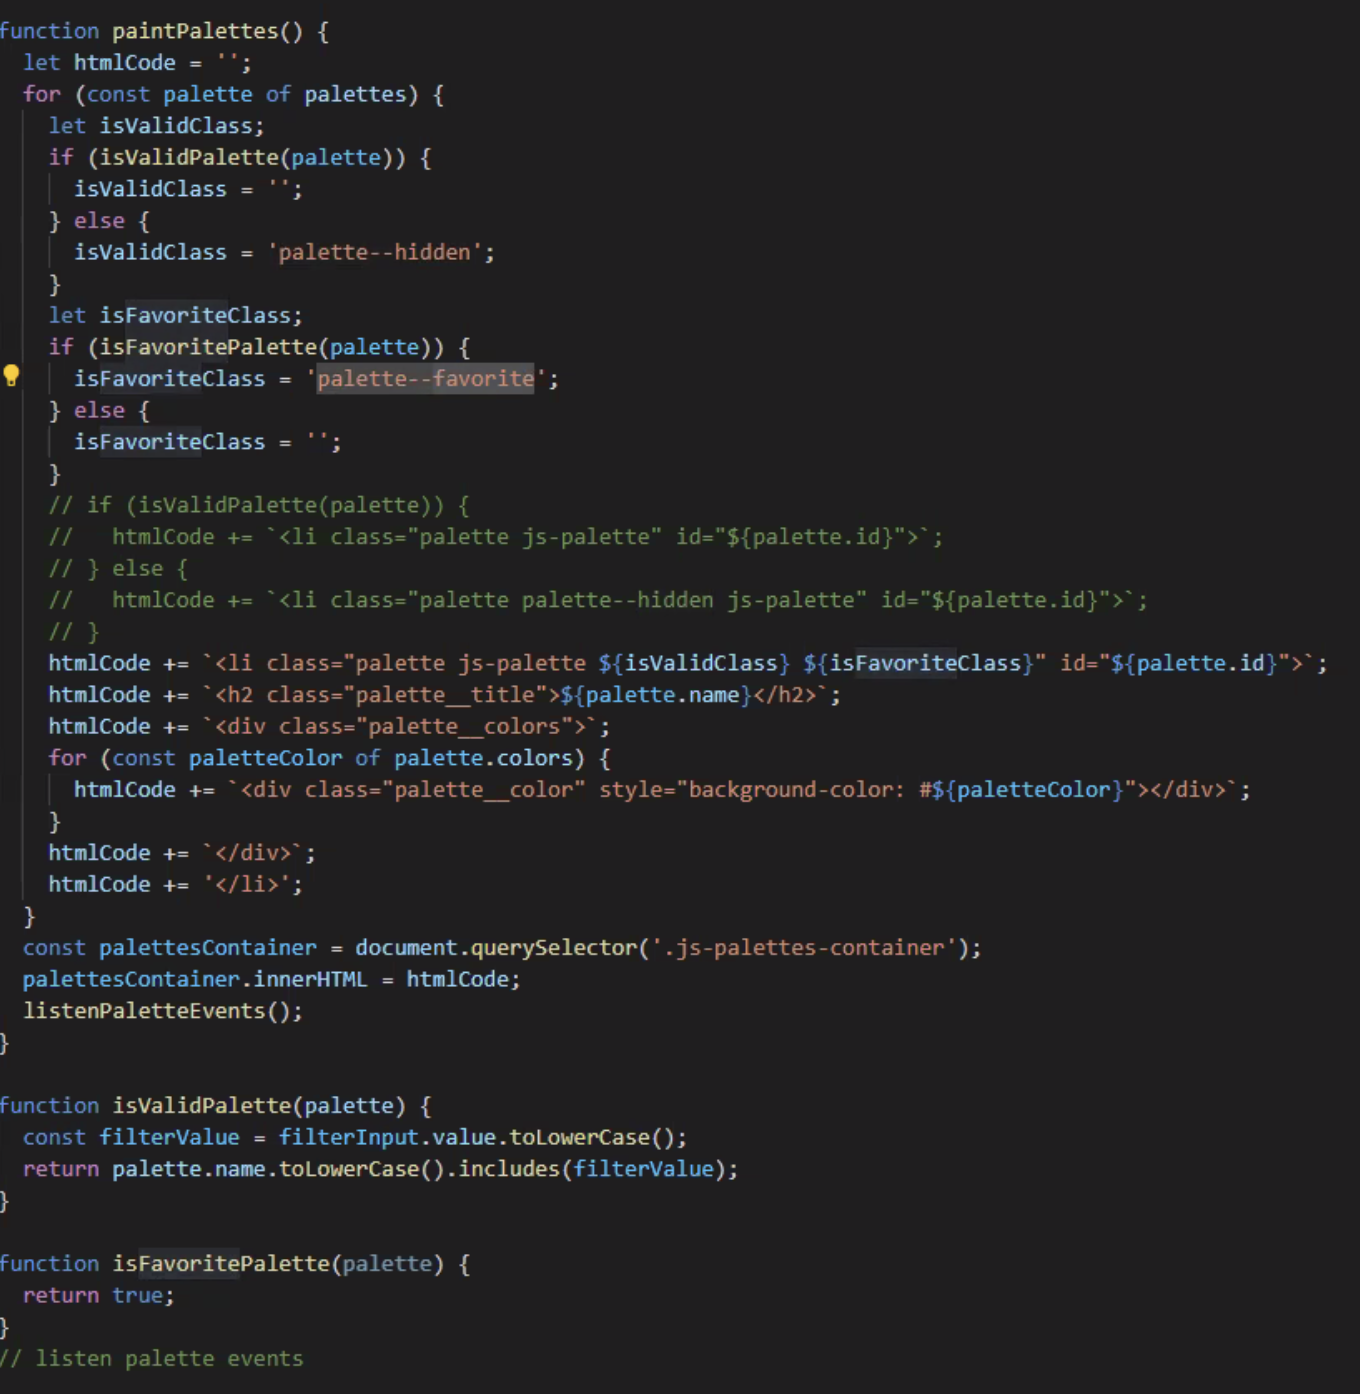 function paintPalettes() {
let htmlCode = '';
for (const palette of palettes) {
let isValidClass;
if (isValidPalette(palette)) {
isValidClass = '';
} else {
isValidClass = 'palette--hidden';
}
let isFavoriteClass;
if (isFavoritePalette(palette)) {
isFavoriteClass = 'palette--favorite';
} else {
isFavoriteClass = '';
}
// if (isValidPalette(palette)) {
//   htmlCode += `<li class="palette js-palette" id="${palette.id}">`;
// } else {
//   htmlCode += `<li class="palette palette--hidden js-palette" id="${palette.id}">`;
// }
htmlCode += `<li class="palette js-palette ${isValidClass} ${isFavoriteClass}" id="${palette.id}">`;
htmlCode += `<h2 class="palette__title">${palette.name}</h2>`;
htmlCode += `<div class="palette__colors">`;
for (const paletteColor of palette.colors) {
htmlCode += `<div class="palette__color" style="background-color: #${paletteColor}"></div>`;
}
htmlCode += `</div>`;
htmlCode += '</li>';
}
const palettesContainer = document.querySelector('.js-palettes-container');
palettesContainer.innerHTML = htmlCode;
listenPaletteEvents();
}
function isValidPalette(palette) {
const filterValue = filterInput.value.toLowerCase();
return palette.name.toLowerCase().includes(filterValue);
}
function isFavoritePalette(palette) {
return true;
}
// listen palette events